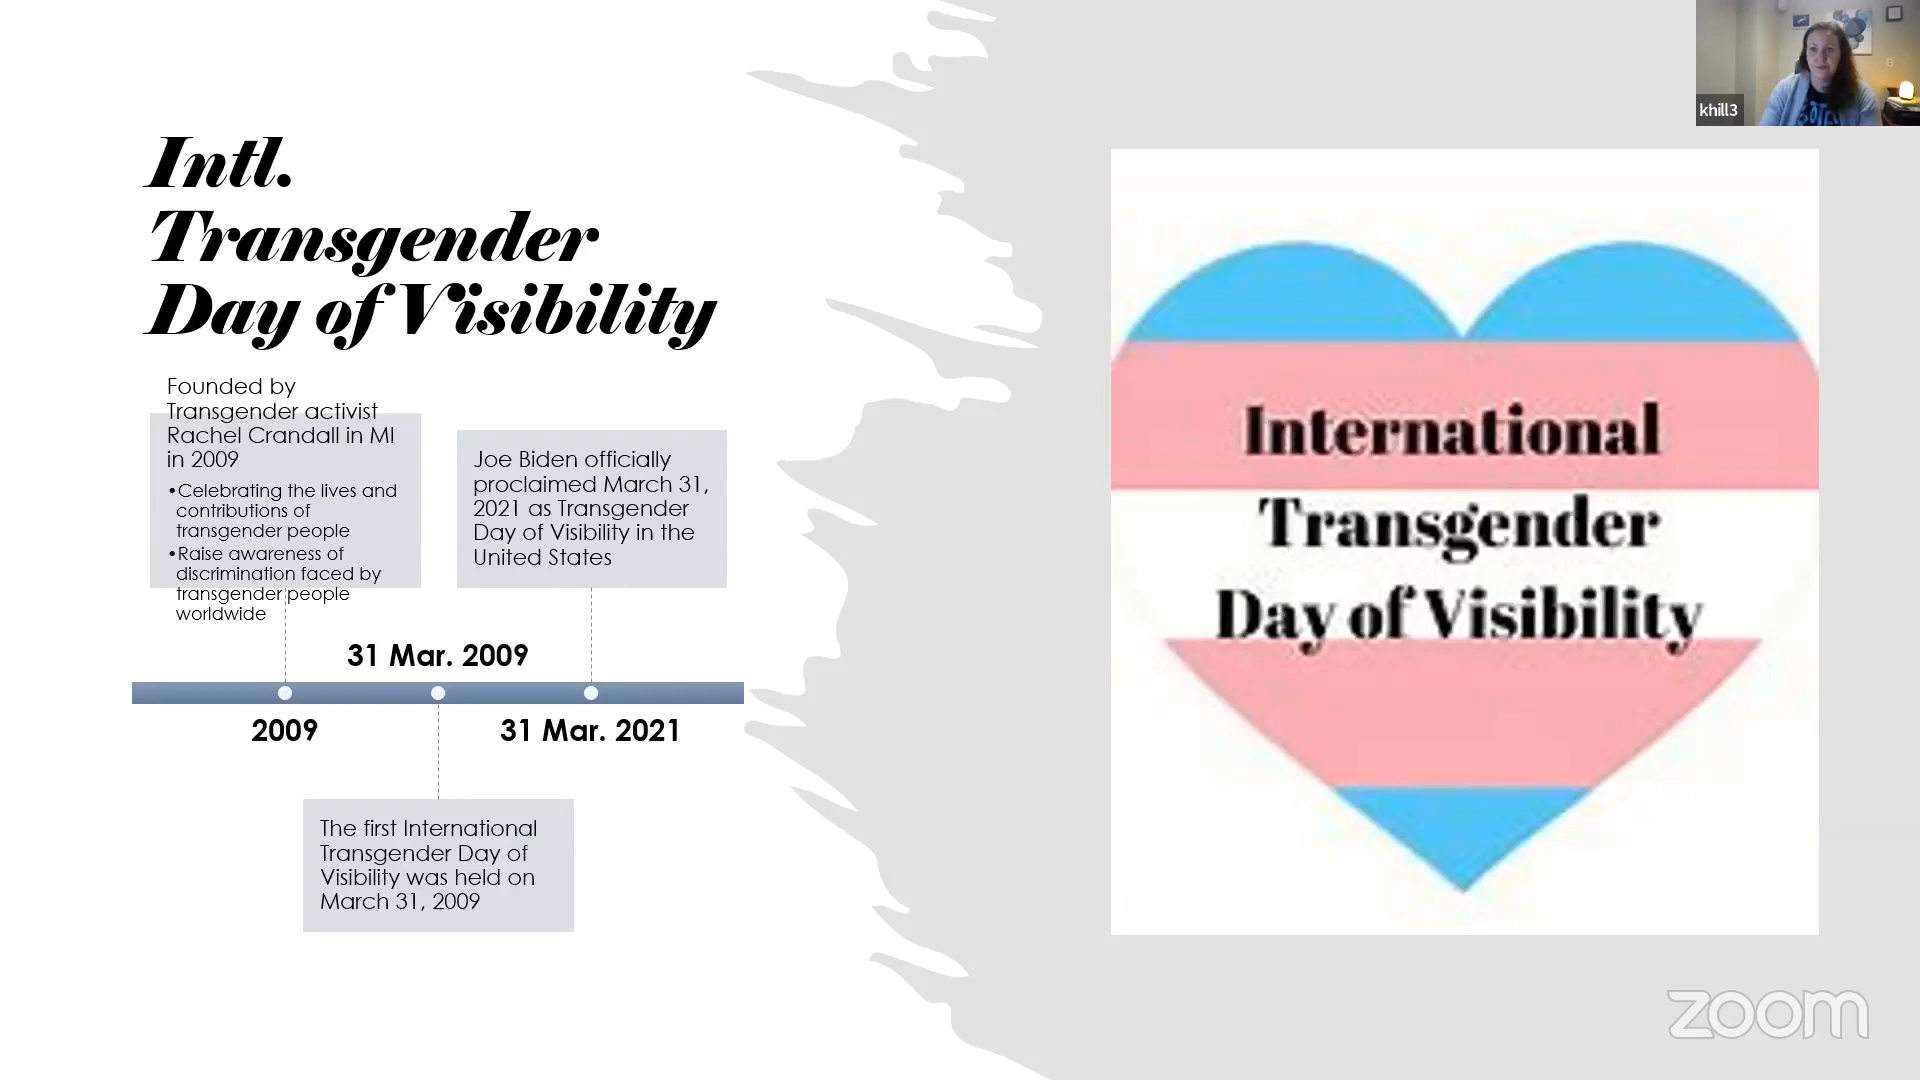 Intl.
Transgender
Day of Visibility
Founded by
Transgender activist
Rachel Crandall in MI
in 2009
•Celebrating the lives and
contributions of
transgender people
•Raise awareness of
discrimination faced by
transgender people
worldwide
Joe Biden officially
proclaimed March 31,
2021 as Transgender
Day of Visibility in the
United States
31 Mar. 2009
2009
31 Mar. 2021
The first International
Transgender Day of
Visibility was held on
March 31, 2009
International
Transgender
Day of Visibility
khill3
zoom